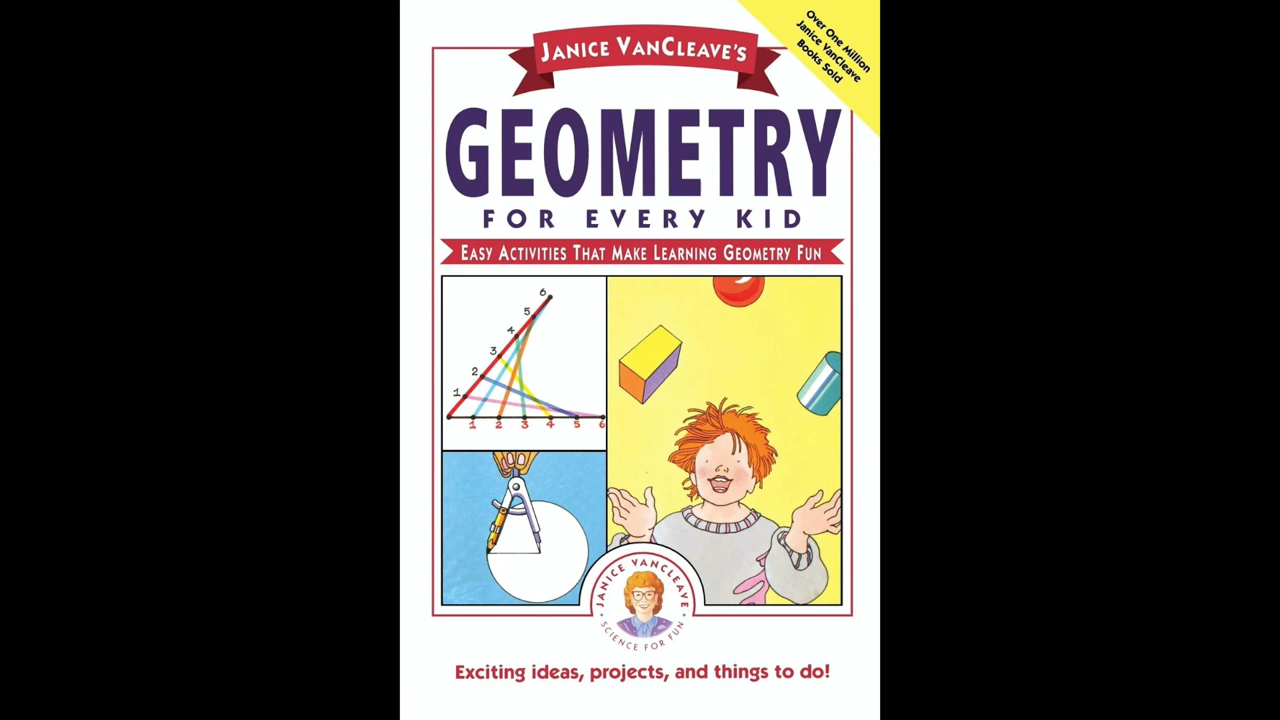 JANICE VANCLEAVE'S
Over One Million
Janice VanCleave
Books Sold
GEOMETRY
FOR EVERY KID
EASY ACTIVITIES THAT MAKE LEARNING GEOMETRY FUN
6
5
4
3
2
1
1 2 3 4 5 6
• JANICE VANCLEAVE •
SCIENCE FOR FUN
Exciting ideas, projects, and things to do!